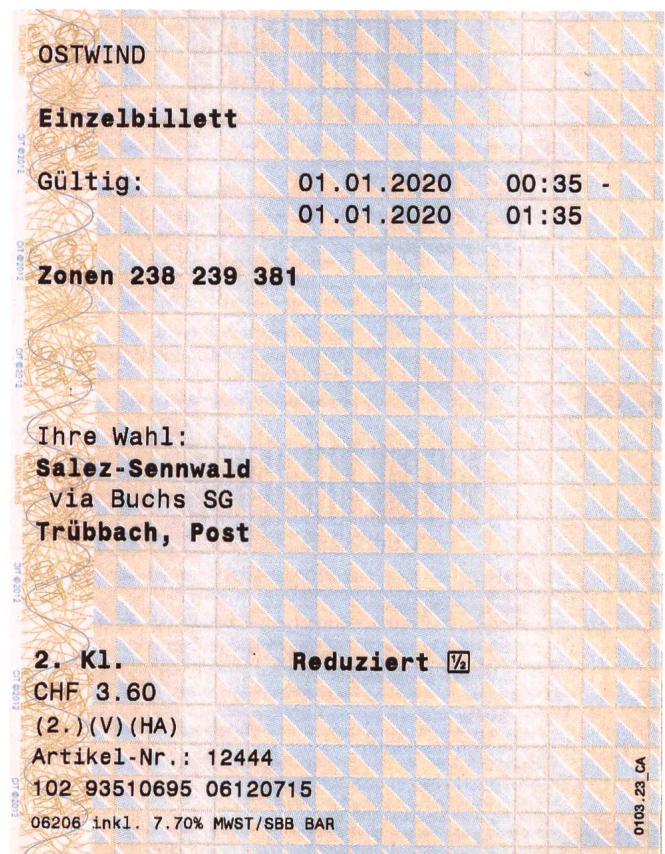 OSTWIND
Einzelbillett
Gültig: 01.01.2020 00:35 -
01.01.2020 01:35
Zonen 238 239 381
Ihre Wahl:
Salez-Sennwald
via Buchs SG
Trübbach, Post
2. Kl. Reduziert ½
CHF 3.60
(2.)(V)(HA)
Artikel-Nr.: 12444
102 93510695 06120715
06206 inkl. 7.70% MWST/SBB BAR
0103.23_CA